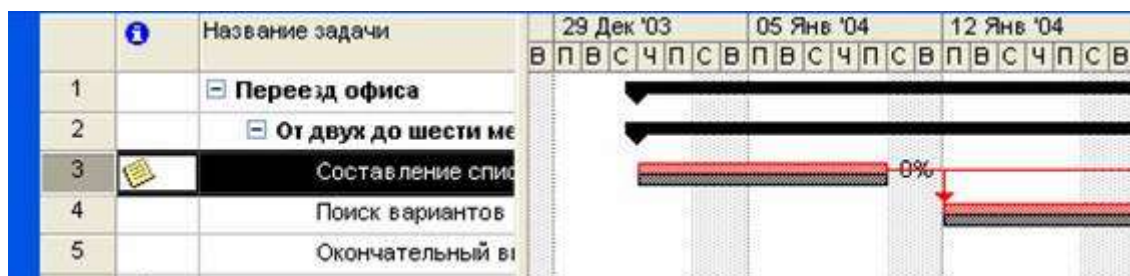 Название задачи 29 Дек '03 05 Янв '04 12 Янв '04
В П В С Ч П С В П В С Ч П С В П В С Ч П С В
1 Переезд офиса
2 От двух до шести ме
3 Составление спис 0%
4 Поиск вариантов
5 Окончательный вы